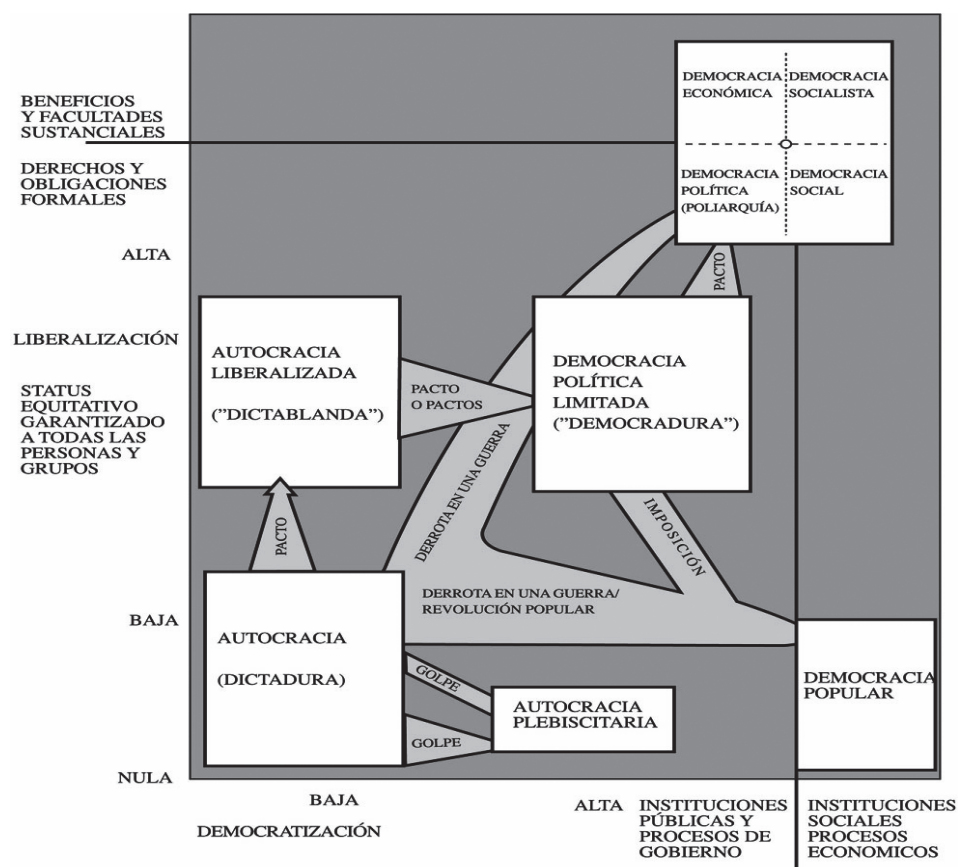 BENEFICIOS
Y FACULTADES
SUSTANCIALES
DERECHOS Y
OBLIGACIONES
FORMALES
ALTA
LIBERALIZACIÓN
STATUS
EQUITATIVO
GARANTIZADO
A TODAS LAS
PERSONAS Y
GRUPOS
BAJA
NULA
DEMOCRACIA
ECONÓMICA
DEMOCRACIA
SOCIALISTA
DEMOCRACIA
POLÍTICA
(POLIARQUÍA)
DEMOCRACIA
SOCIAL
PACTO
AUTOCRACIA
LIBERALIZADA
("DICTABLANDA")
PACTO
O PACTOS
DEMOCRACIA
POLÍTICA
LIMITADA
("DEMOCRADURA")
DERROTA EN UNA GUERRA
IMPOSICIÓN
PACTO
DERROTA EN UNA GUERRA/
REVOLUCIÓN POPULAR
AUTOCRACIA
(DICTADURA)
GOLPE
GOLPE
AUTOCRACIA
PLEBISCITARIA
DEMOCRACIA
POPULAR
BAJA
DEMOCRATIZACIÓN
ALTA
INSTITUCIONES
PÚBLICAS Y
PROCESOS DE
GOBIERNO
INSTITUCIONES
SOCIALES
PROCESOS
ECONOMICOS